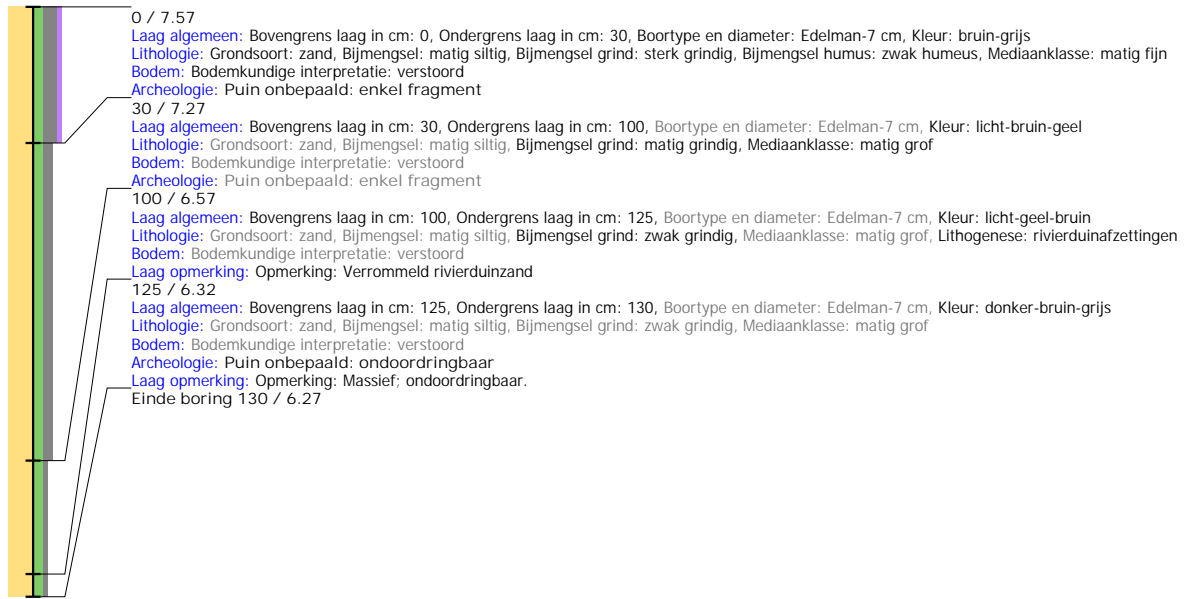 0 / 7.57
Laag algemeen: Bovengrens laag in cm: 0, Ondergrens laag in cm: 30, Boortype en diameter: Edelman-7 cm, Kleur: bruin-grijs
Lithologie: Grondsoort: zand, Bijmengsel: matig siltig, Bijmengsel grind: sterk grindig, Bijmengsel humus: zwak humeus, Mediaanklasse: matig fijn
Bodem: Bodemkundige interpretatie: verstoord
Archeologie: Puin onbepaald: enkel fragment
30 / 7.27
Laag algemeen: Bovengrens laag in cm: 30, Ondergrens laag in cm: 100, Boortype en diameter: Edelman-7 cm, Kleur: licht-bruin-geel
Lithologie: Grondsoort: zand, Bijmengsel: matig siltig, Bijmengsel grind: matig grindig, Mediaanklasse: matig grof
Bodem: Bodemkundige interpretatie: verstoord
Archeologie: Puin onbepaald: enkel fragment
100 / 6.57
Laag algemeen: Bovengrens laag in cm: 100, Ondergrens laag in cm: 125, Boortype en diameter: Edelman-7 cm, Kleur: licht-geel-bruin
Lithologie: Grondsoort: zand, Bijmengsel: matig siltig, Bijmengsel grind: zwak grindig, Mediaanklasse: matig grof, Lithogenese: rivierduinafzettingen
Bodem: Bodemkundige interpretatie: verstoord
Laag opmerking: Opmerking: Verrommeld rivierduinzand
125 / 6.32
Laag algemeen: Bovengrens laag in cm: 125, Ondergrens laag in cm: 130, Boortype en diameter: Edelman-7 cm, Kleur: donker-bruin-grijs
Lithologie: Grondsoort: zand, Bijmengsel: matig siltig, Bijmengsel grind: zwak grindig, Mediaanklasse: matig grof
Bodem: Bodemkundige interpretatie: verstoord
Archeologie: Puin onbepaald: ondoordringbaar
Laag opmerking: Opmerking: Massief; ondoordringbaar.
Einde boring 130 / 6.27